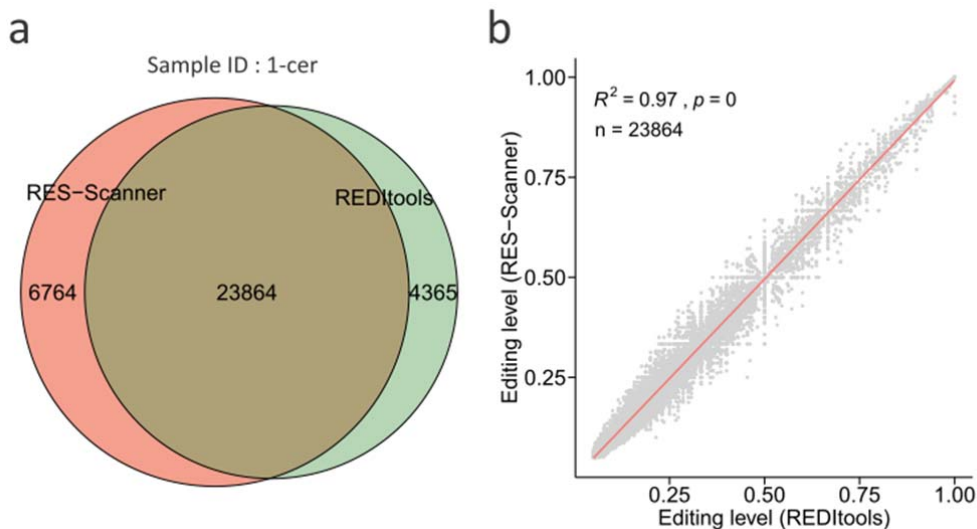 a
Sample ID : 1-cer
RES−Scanner
REDItools
6764
23864
4365
b
Editing level (RES−Scanner)
1.00
0.75
0.50
0.25
R² = 0.97 , p = 0
n = 23864
0.25 0.50 0.75 1.00
Editing level (REDItools)